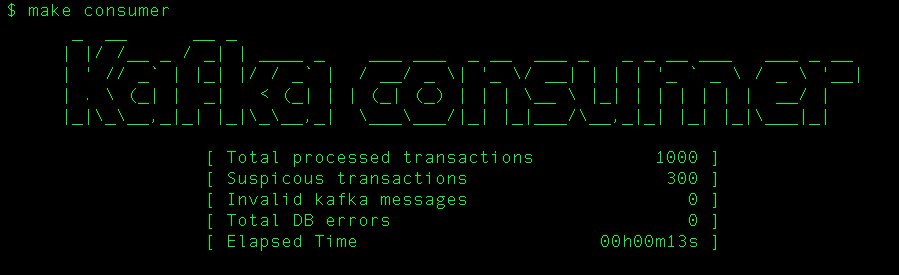 $ make consumer
Kafka consumer
[ Total processed transactions 1000 ]
[ Suspicous transactions 300 ]
[ Invalid kafka messages 0 ]
[ Total DB errors 0 ]
[ Elapsed Time 00h00m13s ]